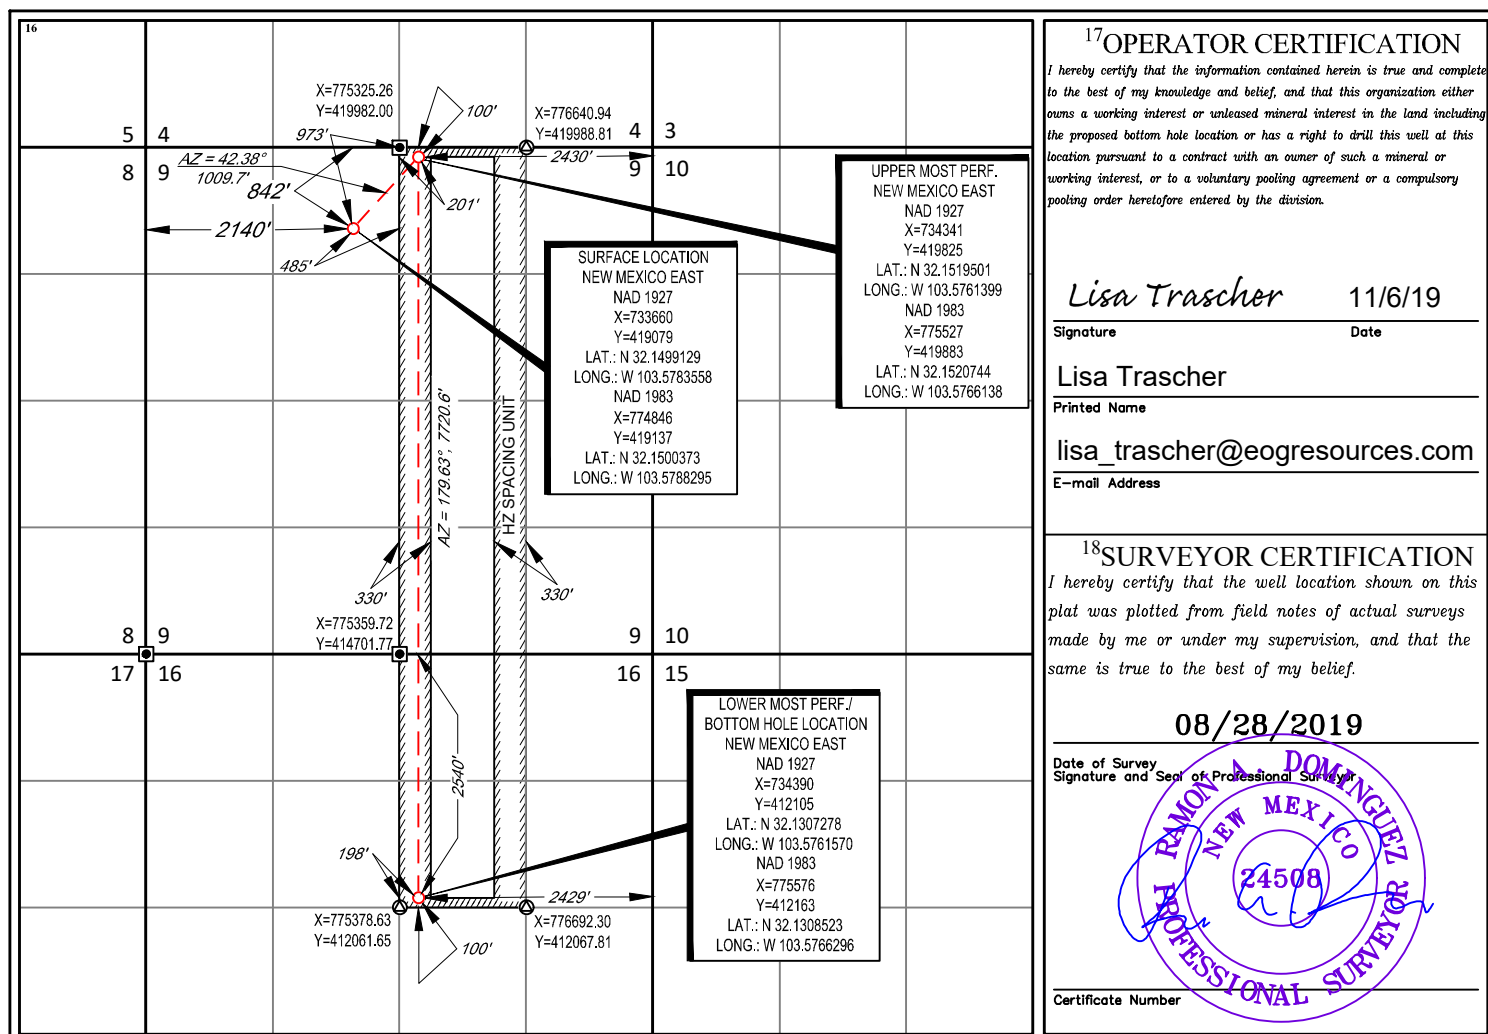 16
X=775325.26
Y=419982.00
100'
X=776640.94
Y=419988.81
973'
5 4
4 3
8 9
9 10
AZ = 42.38°
1009.7'
842'
2430'
201'
2140'
485'
UPPER MOST PERF.
NEW MEXICO EAST
NAD 1927
X=734341
Y=419825
LAT.: N 32.1519501
LONG.: W 103.5761399
NAD 1983
X=775527
Y=419883
LAT.: N 32.1520744
LONG.: W 103.5766138
SURFACE LOCATION
NEW MEXICO EAST
NAD 1927
X=733660
Y=419079
LAT.: N 32.1499129
LONG.: W 103.5783558
NAD 1983
X=774846
Y=419137
LAT.: N 32.1500373
LONG.: W 103.5788295
AZ = 179.63°, 7720.6'
HZ SPACING UNIT
330'
330'
X=775359.72
Y=414701.77
8 9
9 10
17 16
16 15
LOWER MOST PERF./
BOTTOM HOLE LOCATION
NEW MEXICO EAST
NAD 1927
X=734390
Y=412105
LAT.: N 32.1307278
LONG.: W 103.5761570
NAD 1983
X=775576
Y=412163
LAT.: N 32.1308523
LONG.: W 103.5766296
2540'
198'
2429'
X=775378.63
Y=412061.65
100'
X=776692.30
Y=412067.81
17OPERATOR CERTIFICATION
I hereby certify that the information contained herein is true and complete
to the best of my knowledge and belief, and that this organization either
owns a working interest or unleased mineral interest in the land including
the proposed bottom hole location or has a right to drill this well at this
location pursuant to a contract with an owner of such a mineral or
working interest, or to a voluntary pooling agreement or a compulsory
pooling order heretofore entered by the division.
Lisa Trascher 11/6/19
Signature Date
Lisa Trascher
Printed Name
lisa_trascher@eogresources.com
E-mail Address
18SURVEYOR CERTIFICATION
I hereby certify that the well location shown on this
plat was plotted from field notes of actual surveys
made by me or under my supervision, and that the
same is true to the best of my belief.
08/28/2019
Date of Survey
Signature and Seal of Professional Surveyor
RAMON A. DOMINGUEZ
NEW MEXICO
24508
PROFESSIONAL SURVEYOR
Certificate Number